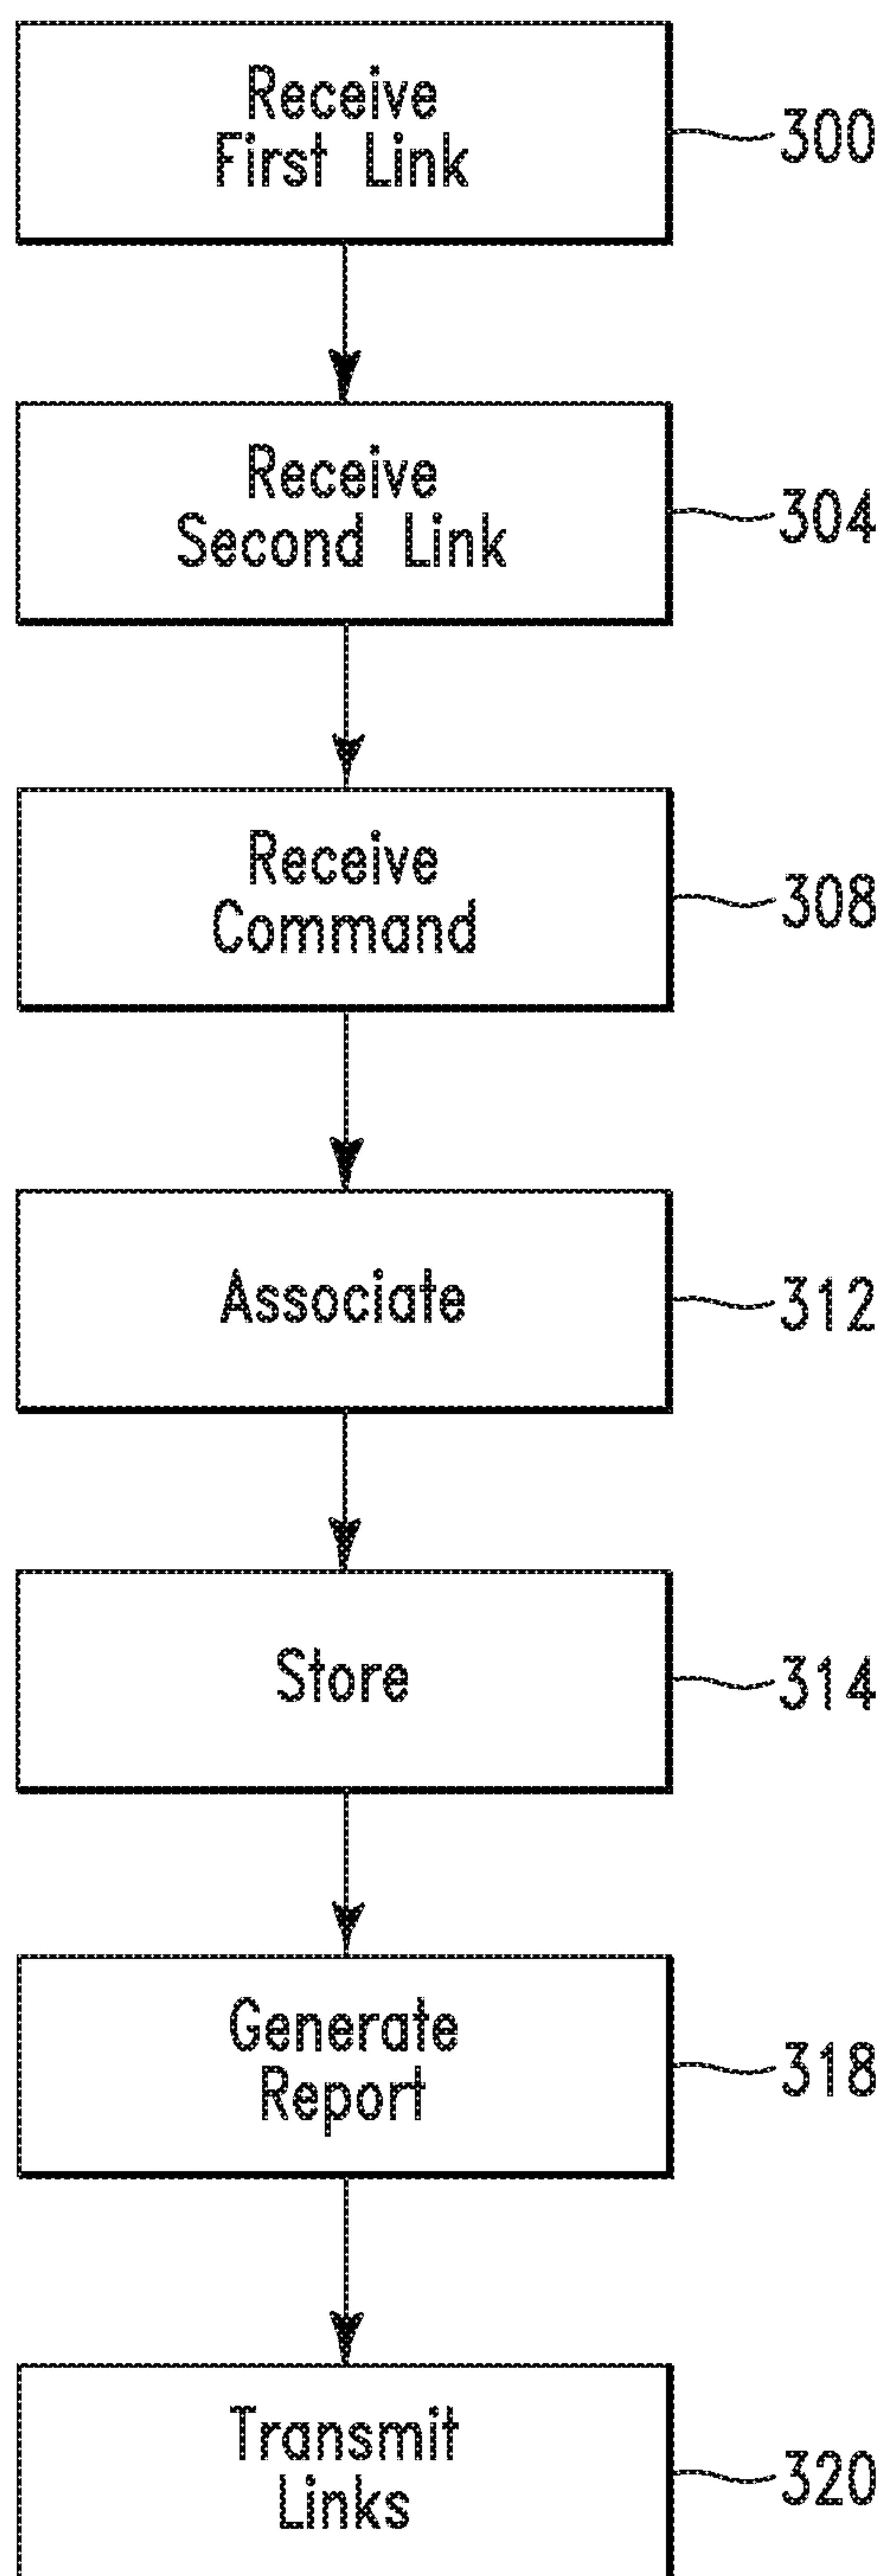 Receive
First Link
300
Receive
Second Link
304
Receive
Command
308
Associate
312
Store
314
Generate
Report
318
Transmit
Links
320